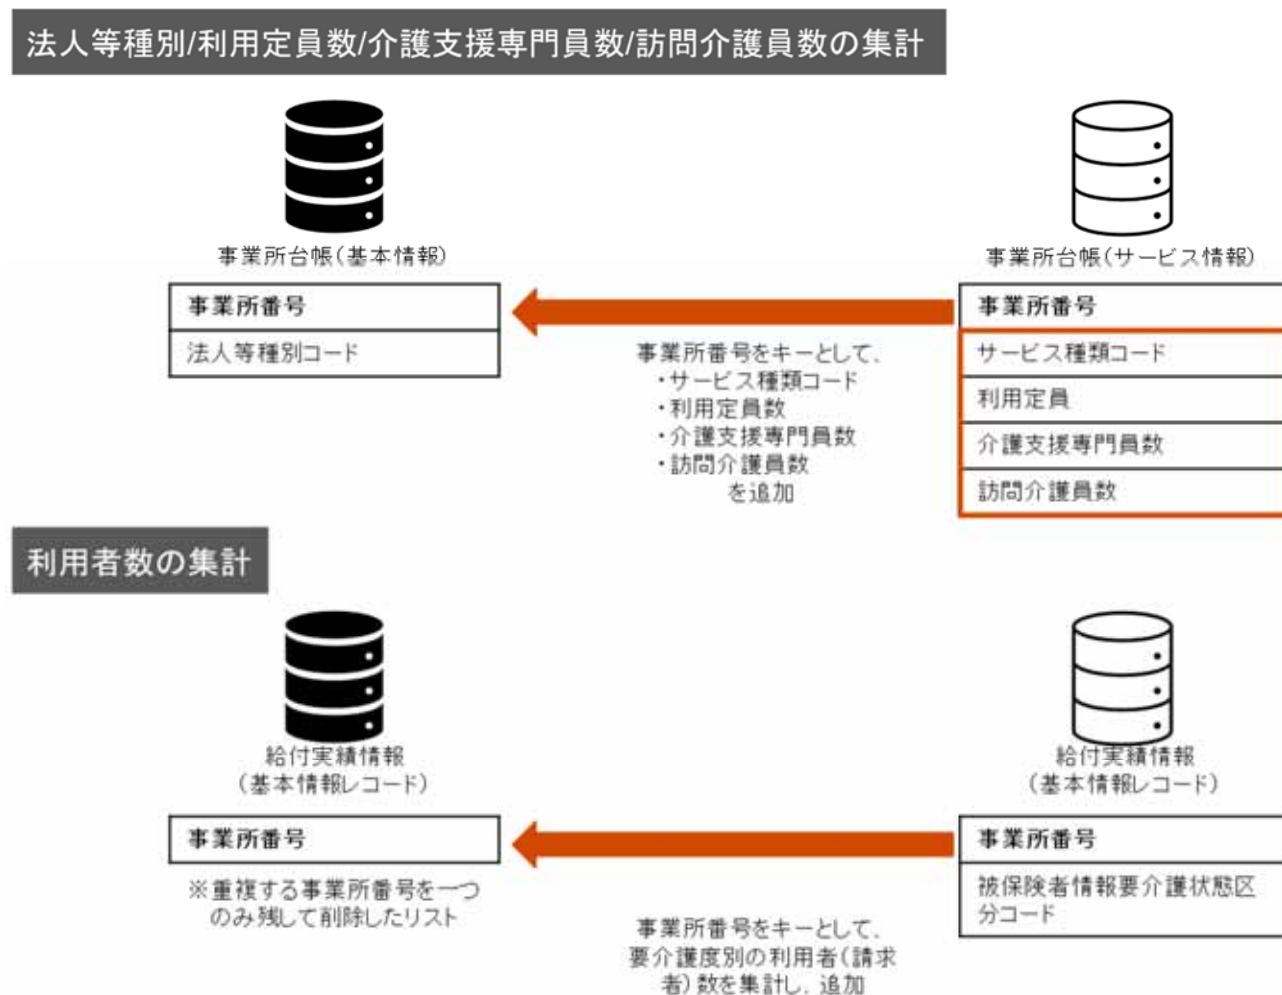 法人等種別/利用定員数/介護支援専門員数/訪問介護員数の集計
事業所台帳(基本情報)
事業所番号
法人等種別コード
事業所番号をキーとして、
・サービス種類コード
・利用定員数
・介護支援専門員数
・訪問介護員数
を追加
事業所台帳(サービス情報)
事業所番号
サービス種類コード
利用定員
介護支援専門員数
訪問介護員数
利用者数の集計
給付実績情報
(基本情報レコード)
事業所番号
※重複する事業所番号を一つ
のみ残して削除したリスト
事業所番号をキーとして、
要介護度別の利用者(請求
者)数を集計し、追加
給付実績情報
(基本情報レコード)
事業所番号
被保険者情報要介護状態区
分コード